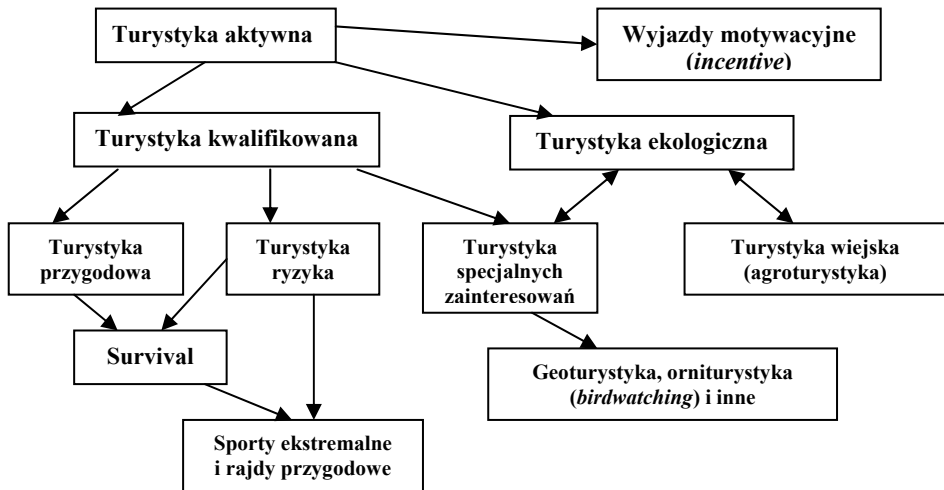 Turystyka aktywna
Wyjazdy motywacyjne
(incentive)
Turystyka kwalifikowana
Turystyka ekologiczna
Turystyka
przygodowa
Turystyka
ryzyka
Turystyka
specjalnych
zainteresowań
Turystyka wiejska
(agroturystyka)
Survival
Geoturystyka, orniturystyka
(birdwatching) i inne
Sporty ekstremalne
i rajdy przygodowe